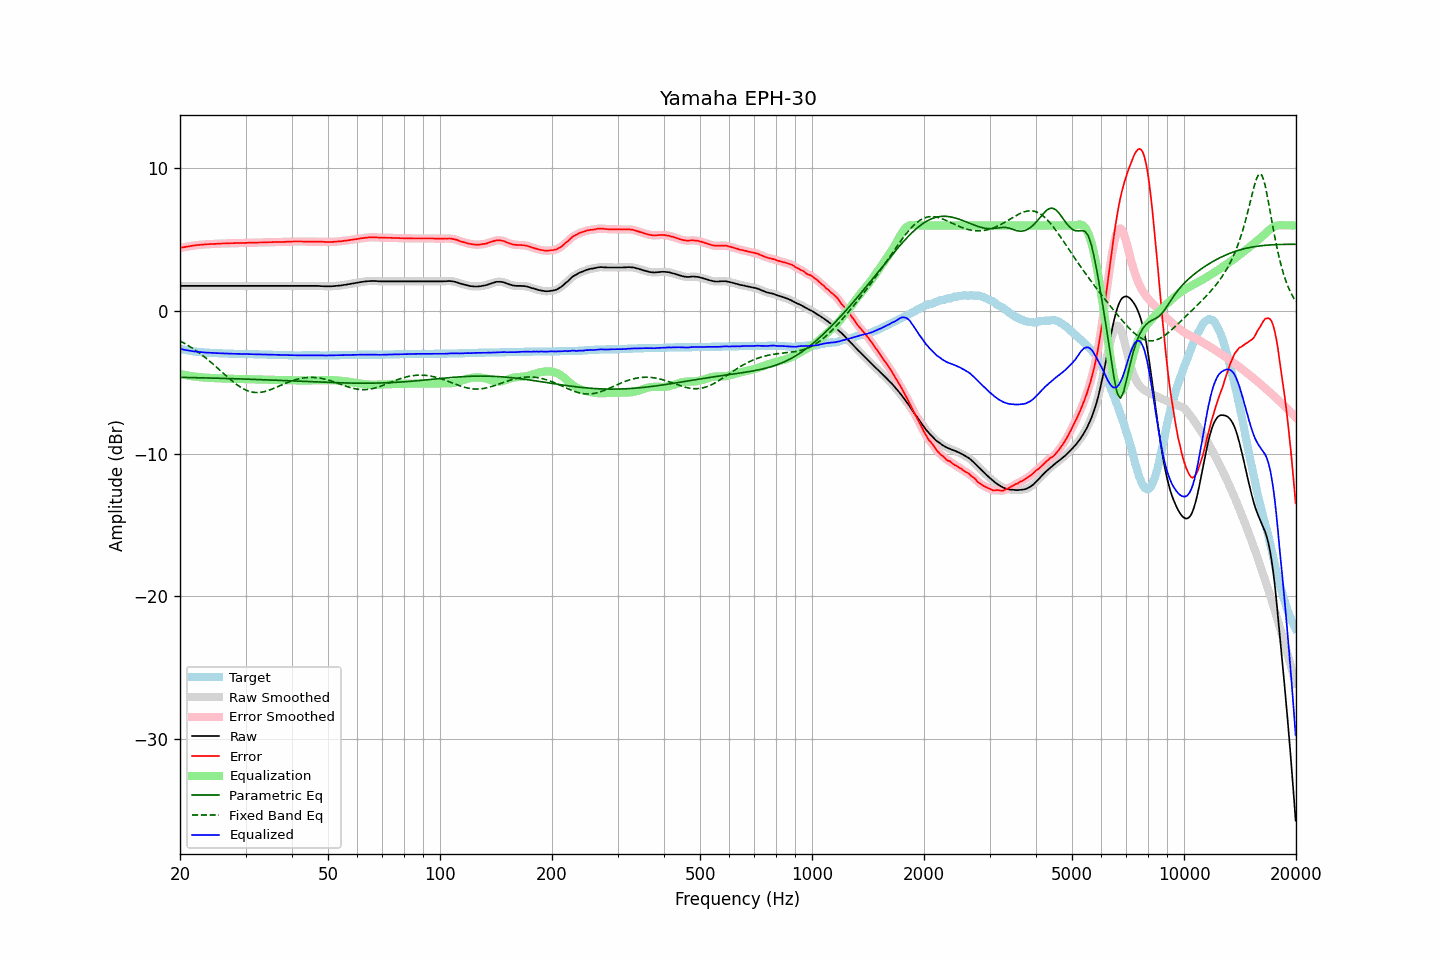 Yamaha EPH-30
Amplitude (dBr)
10
0
−10
−20
−30
Target
Raw Smoothed
Error Smoothed
Raw
Error
Equalization
Parametric Eq
Fixed Band Eq
Equalized
20 50 100 200 500 1000 2000 5000 10000 20000
Frequency (Hz)